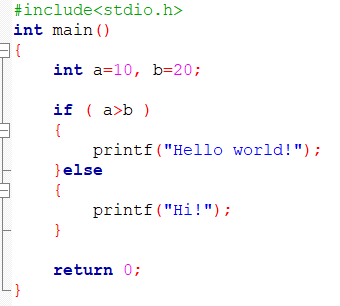 #include<stdio.h>
int main()
{
    int a=10, b=20;

    if ( a>b )
    {
        printf("Hello world!");
    }else
    {
        printf("Hi!");
    }

    return 0;
}